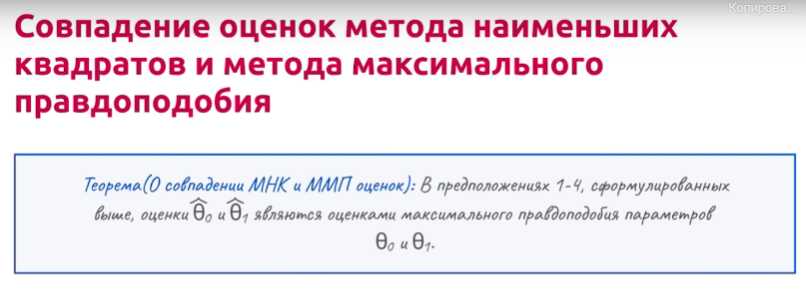 Копирова...
Совпадение оценок метода наименьших
квадратов и метода максимального
правдоподобия
Теорема(О совпадении МНК и ММП оценок): В предположениях 1-4, сформулированных
выше, оценки θ̂₀ и θ̂₁ являются оценками максимального правдоподобия параметров
θ₀ и θ₁.